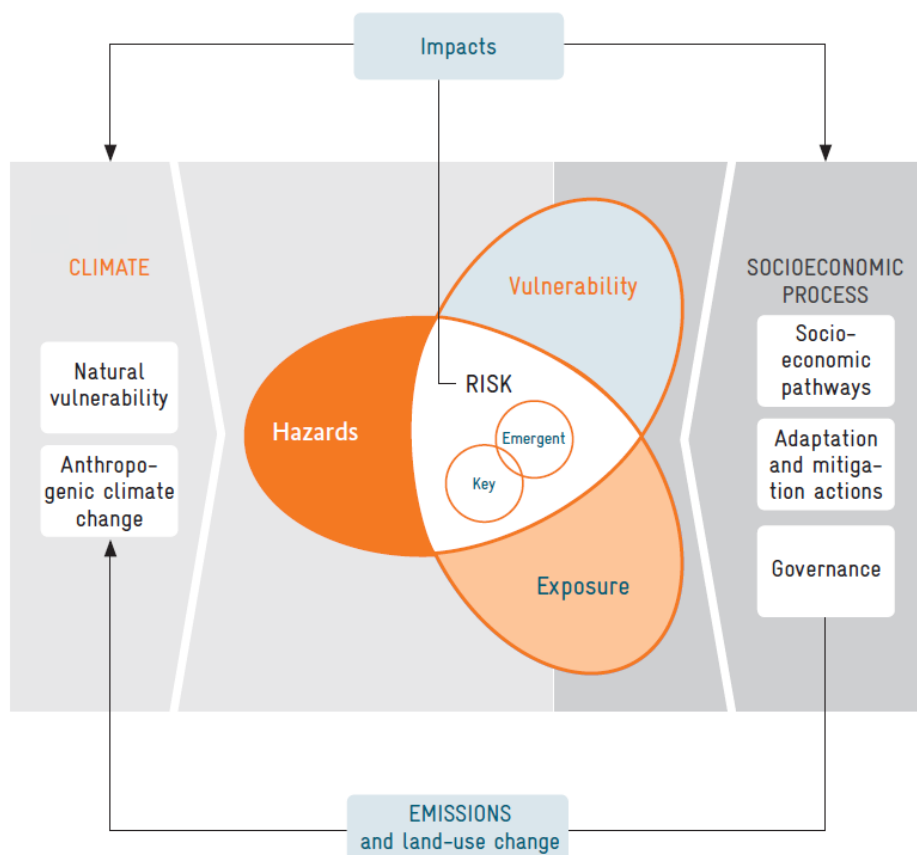 Impacts
CLIMATE
Natural
vulnerability
Anthropo-
genic climate
change
Hazards
Vulnerability
RISK
Emergent
Key
Exposure
SOCIOECONOMIC
PROCESS
Socio-
economic
pathways
Adaptation
and mitiga-
tion actions
Governance
EMISSIONS
and land-use change